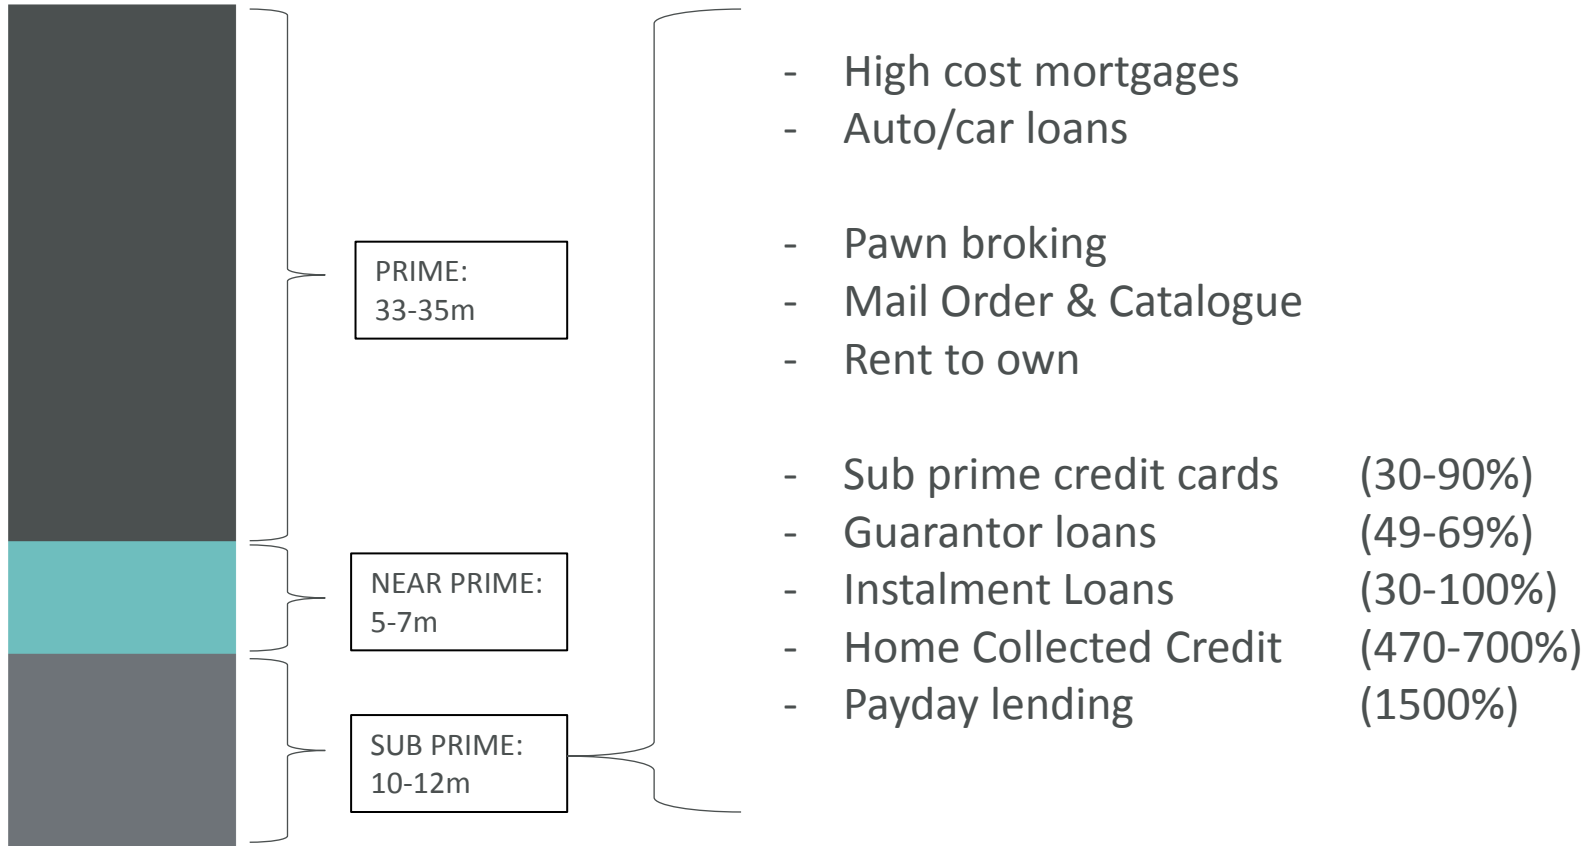 PRIME:
33-35m
NEAR PRIME:
5-7m
SUB PRIME:
10-12m
- High cost mortgages
- Auto/car loans
- Pawn broking
- Mail Order & Catalogue
- Rent to own
- Sub prime credit cards (30-90%)
- Guarantor loans (49-69%)
- Instalment Loans (30-100%)
- Home Collected Credit (470-700%)
- Payday lending (1500%)